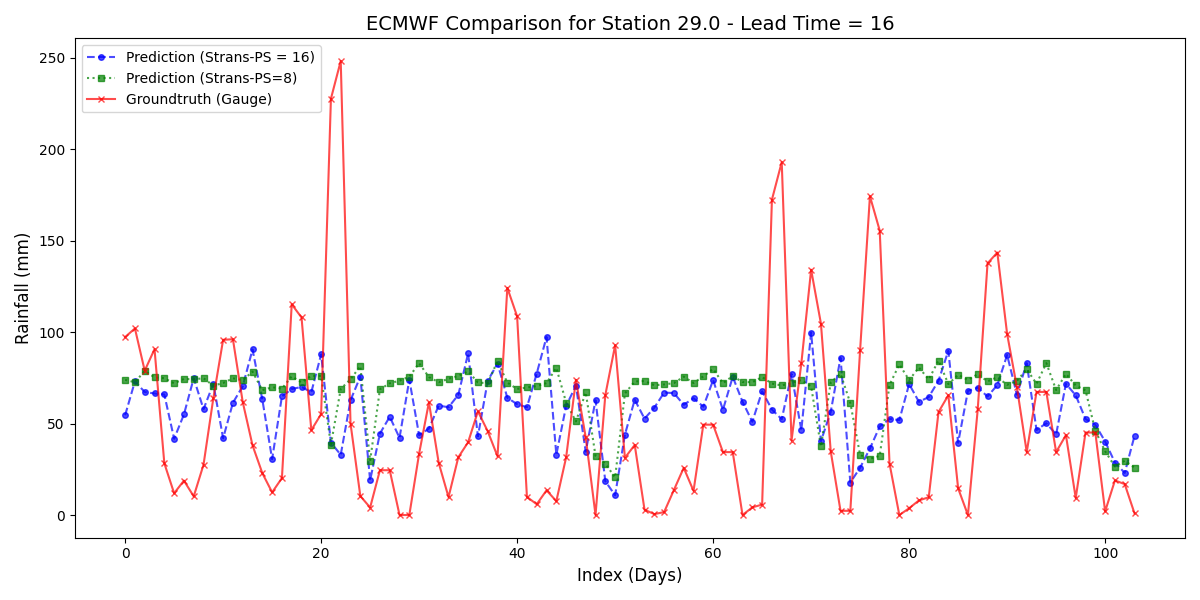 ECMWF Comparison for Station 29.0 - Lead Time = 16
Prediction (Strans-PS = 16)
Prediction (Strans-PS=8)
Groundtruth (Gauge)
Rainfall (mm)
250
200
150
100
50
0
0 20 40 60 80 100
Index (Days)